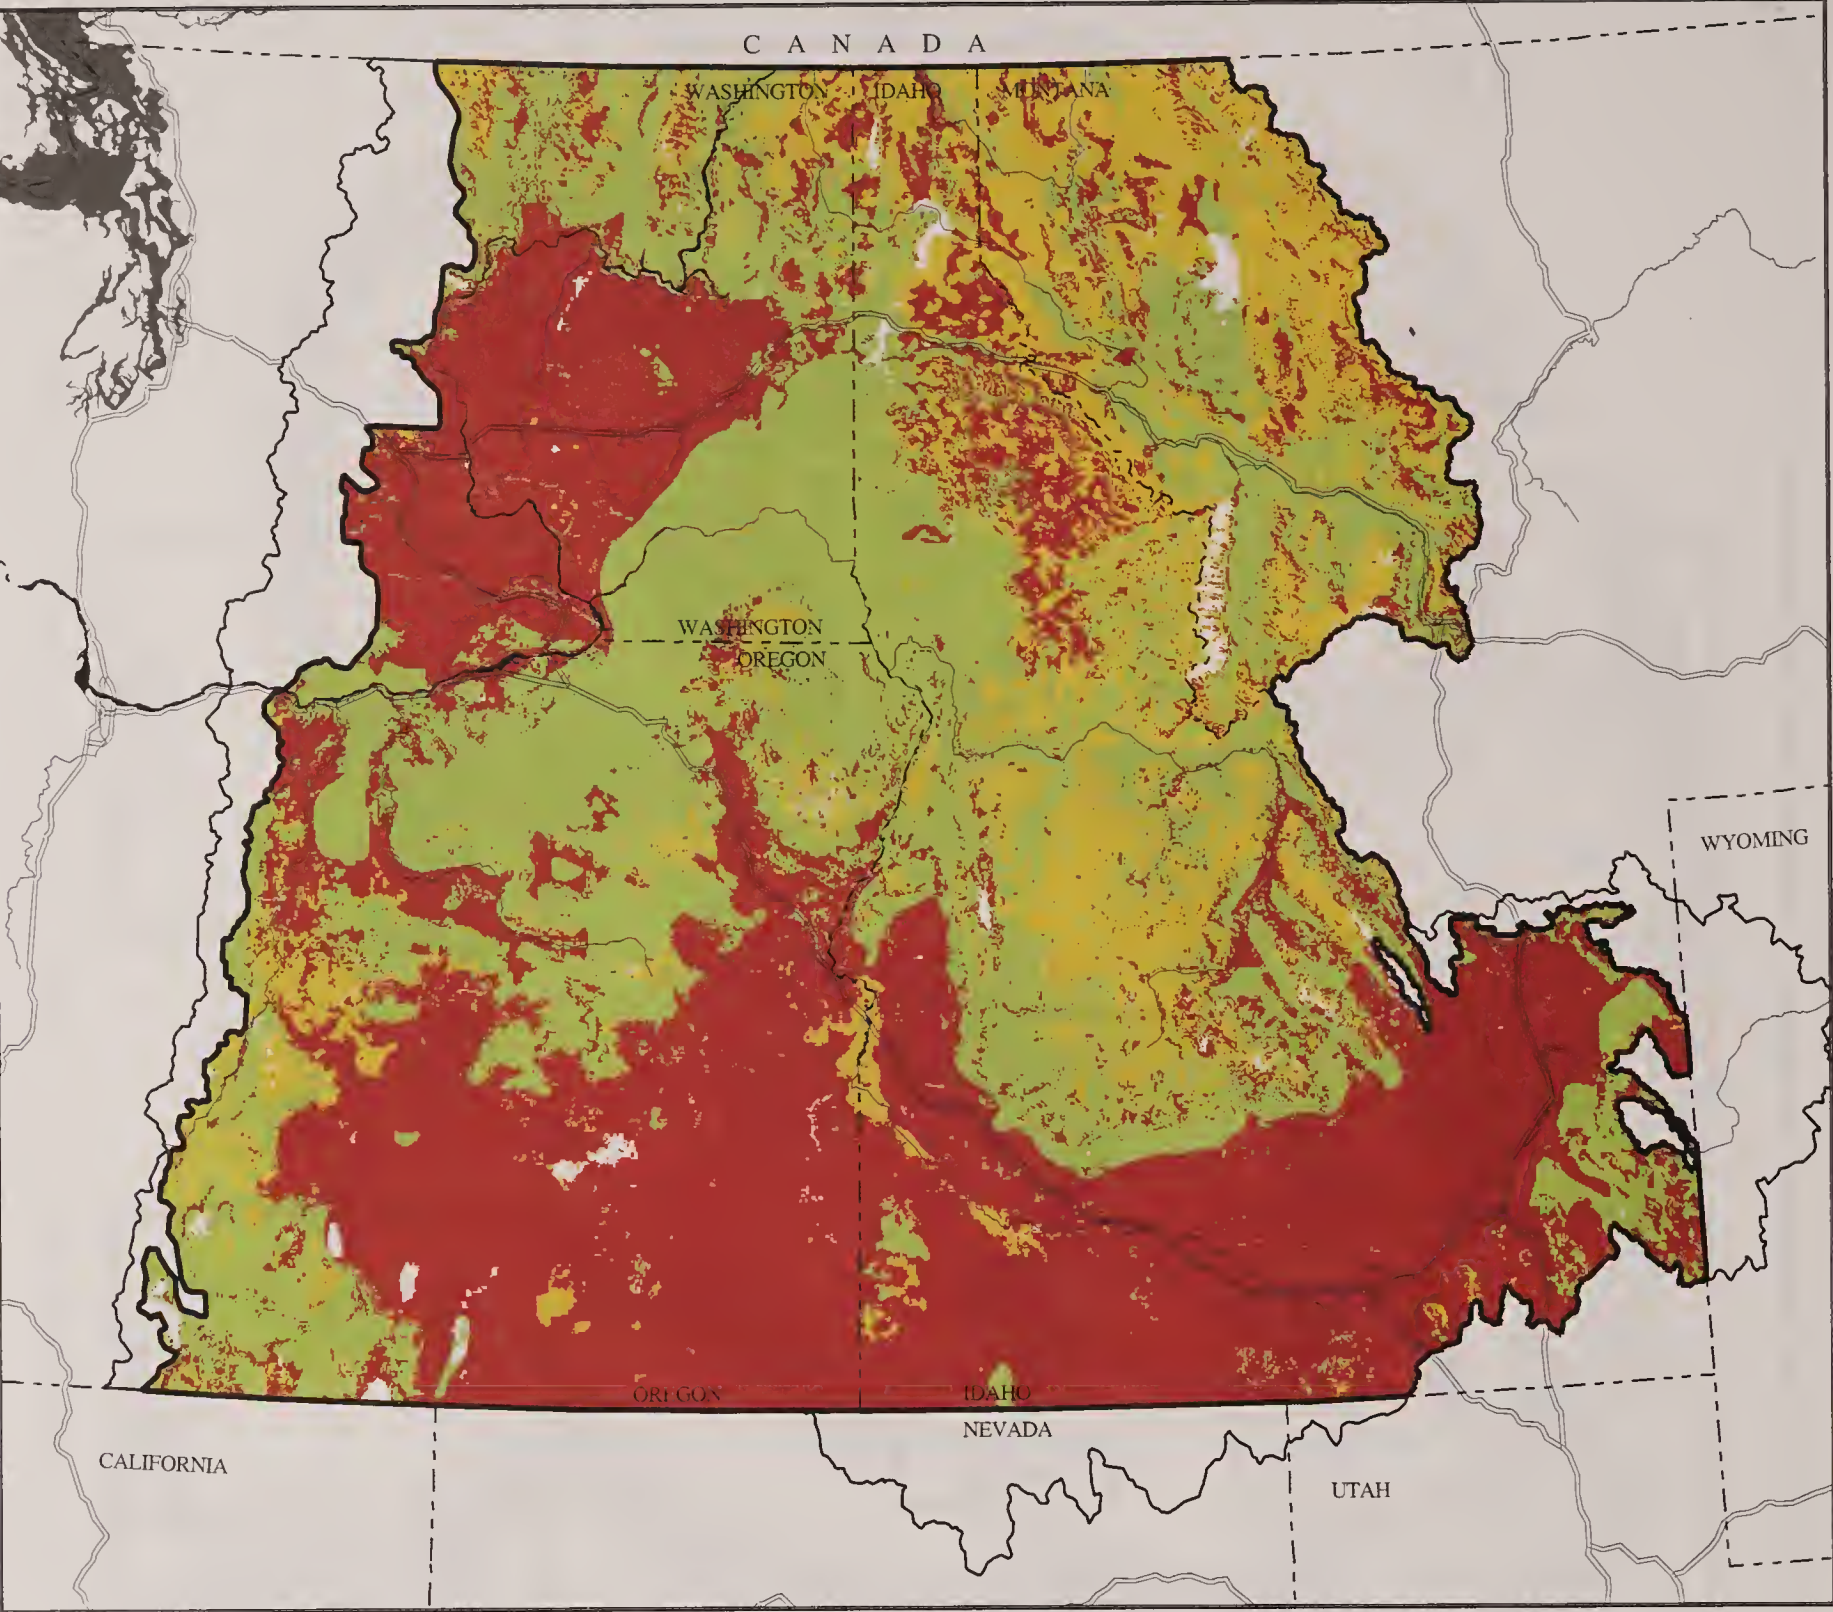 CANADA
WASHINGTON
IDAHO
MONTANA
WASHINGTON
OREGON
WYOMING
OREGON
IDAHO
NEVADA
CALIFORNIA
UTAH